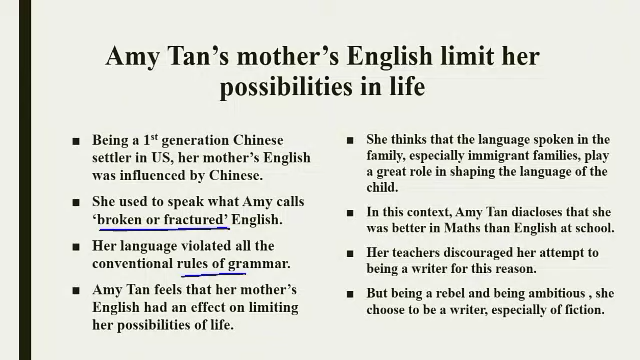 Amy Tan's mother's English limit her
possibilities in life
■ Being a 1st generation Chinese
settler in US, her mother's English
was influenced by Chinese.
■ She used to speak what Amy calls
'broken or fractured' English.
■ Her language violated all the
conventional rules of grammar.
■ Amy Tan feels that her mother's
English had an effect on limiting
her possibilities of life.
■ She thinks that the language spoken in the
family, especially immigrant families, play
a great role in shaping the language of the
child.
■ In this context, Amy Tan diacloses that she
was better in Maths than English at school.
■ Her teachers discouraged her attempt to
being a writer for this reason.
■ But being a rebel and being ambitious , she
choose to be a writer, especially of fiction.